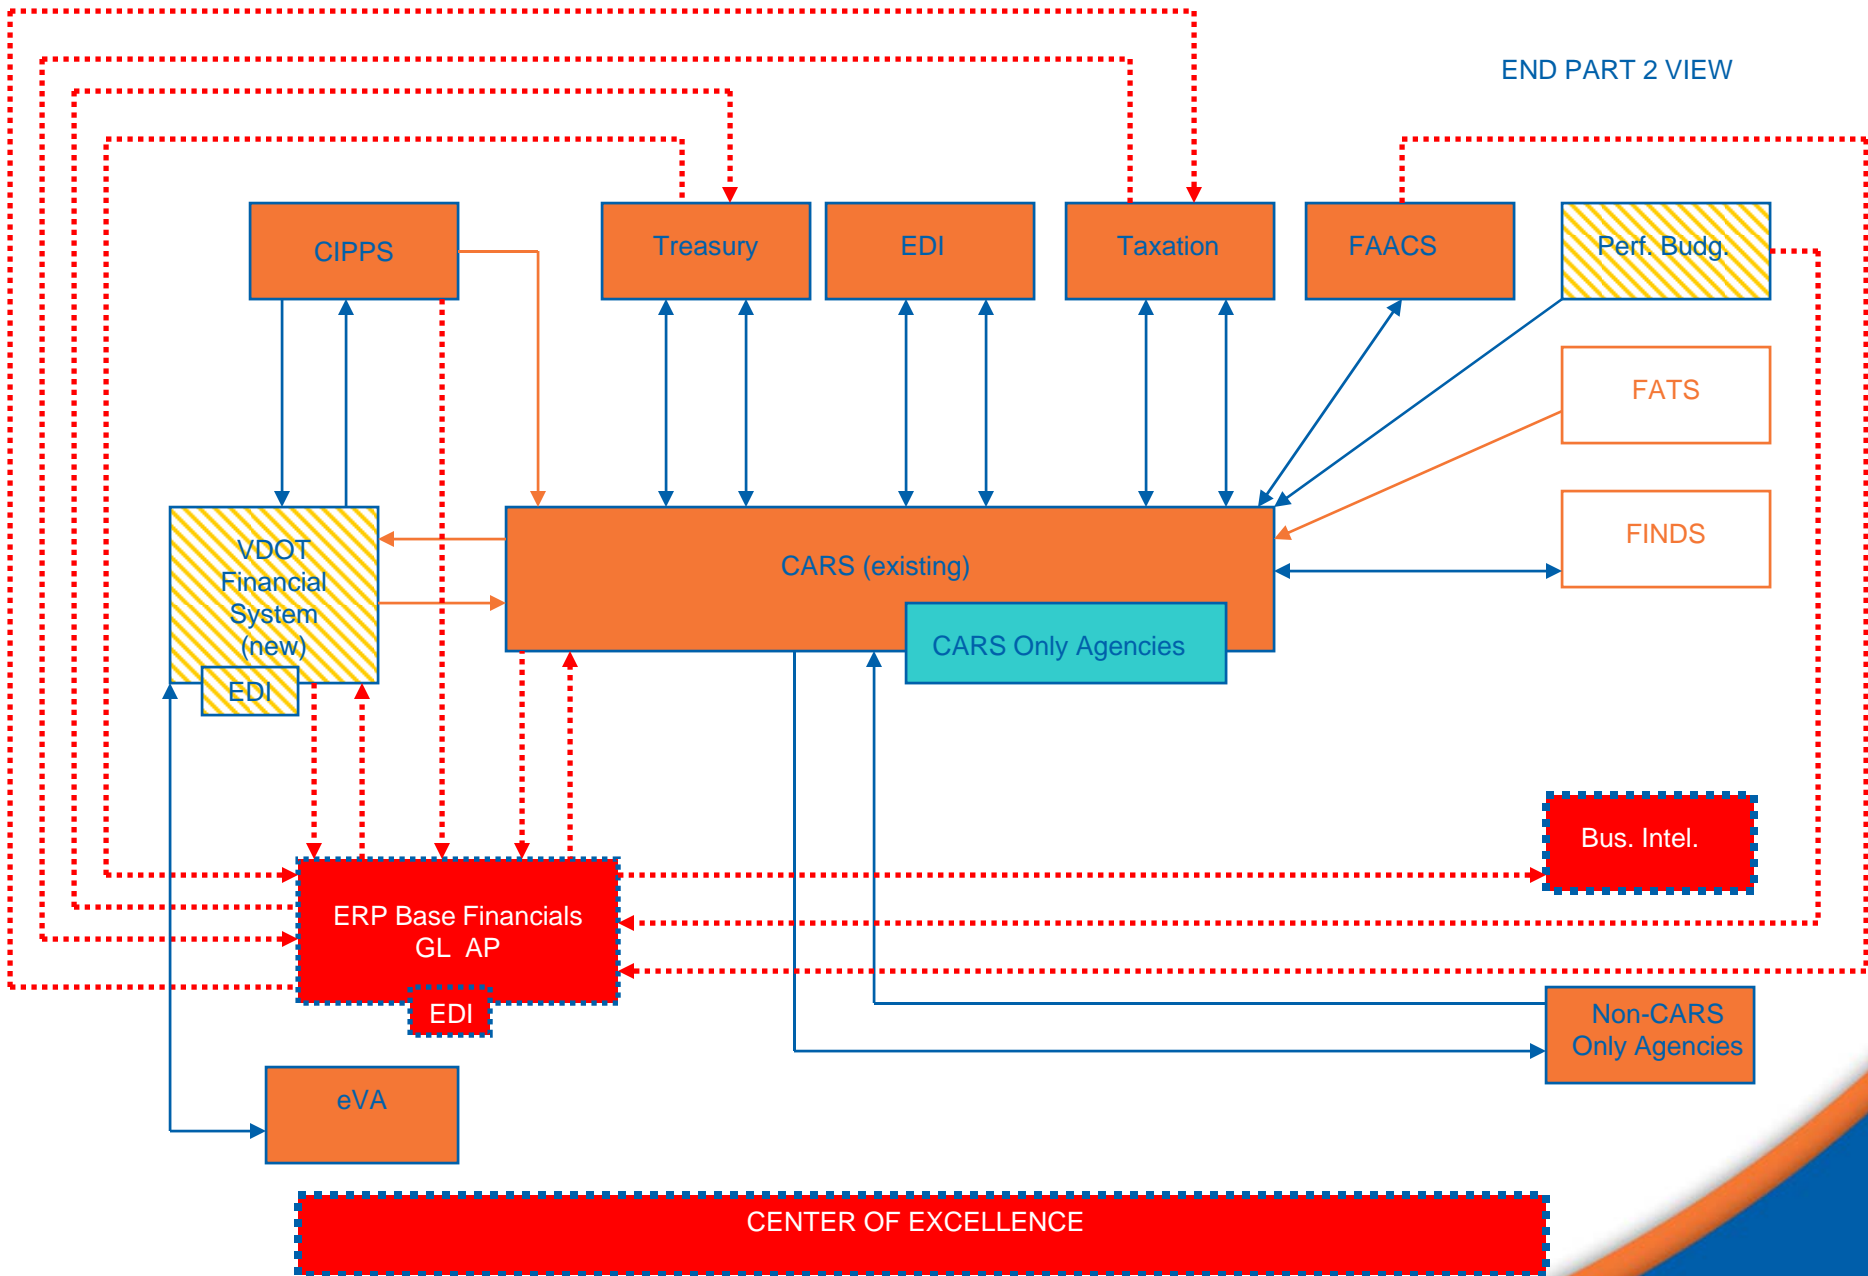 END PART 2 VIEW
CIPPS
Treasury
EDI
Taxation
FAACS
Perf. Budg.
FATS
FINDS
VDOT
Financial
System
(new)
EDI
CARS (existing)
CARS Only Agencies
Bus. Intel.
ERP Base Financials
GL  AP
EDI
Non-CARS
Only Agencies
eVA
CENTER OF EXCELLENCE